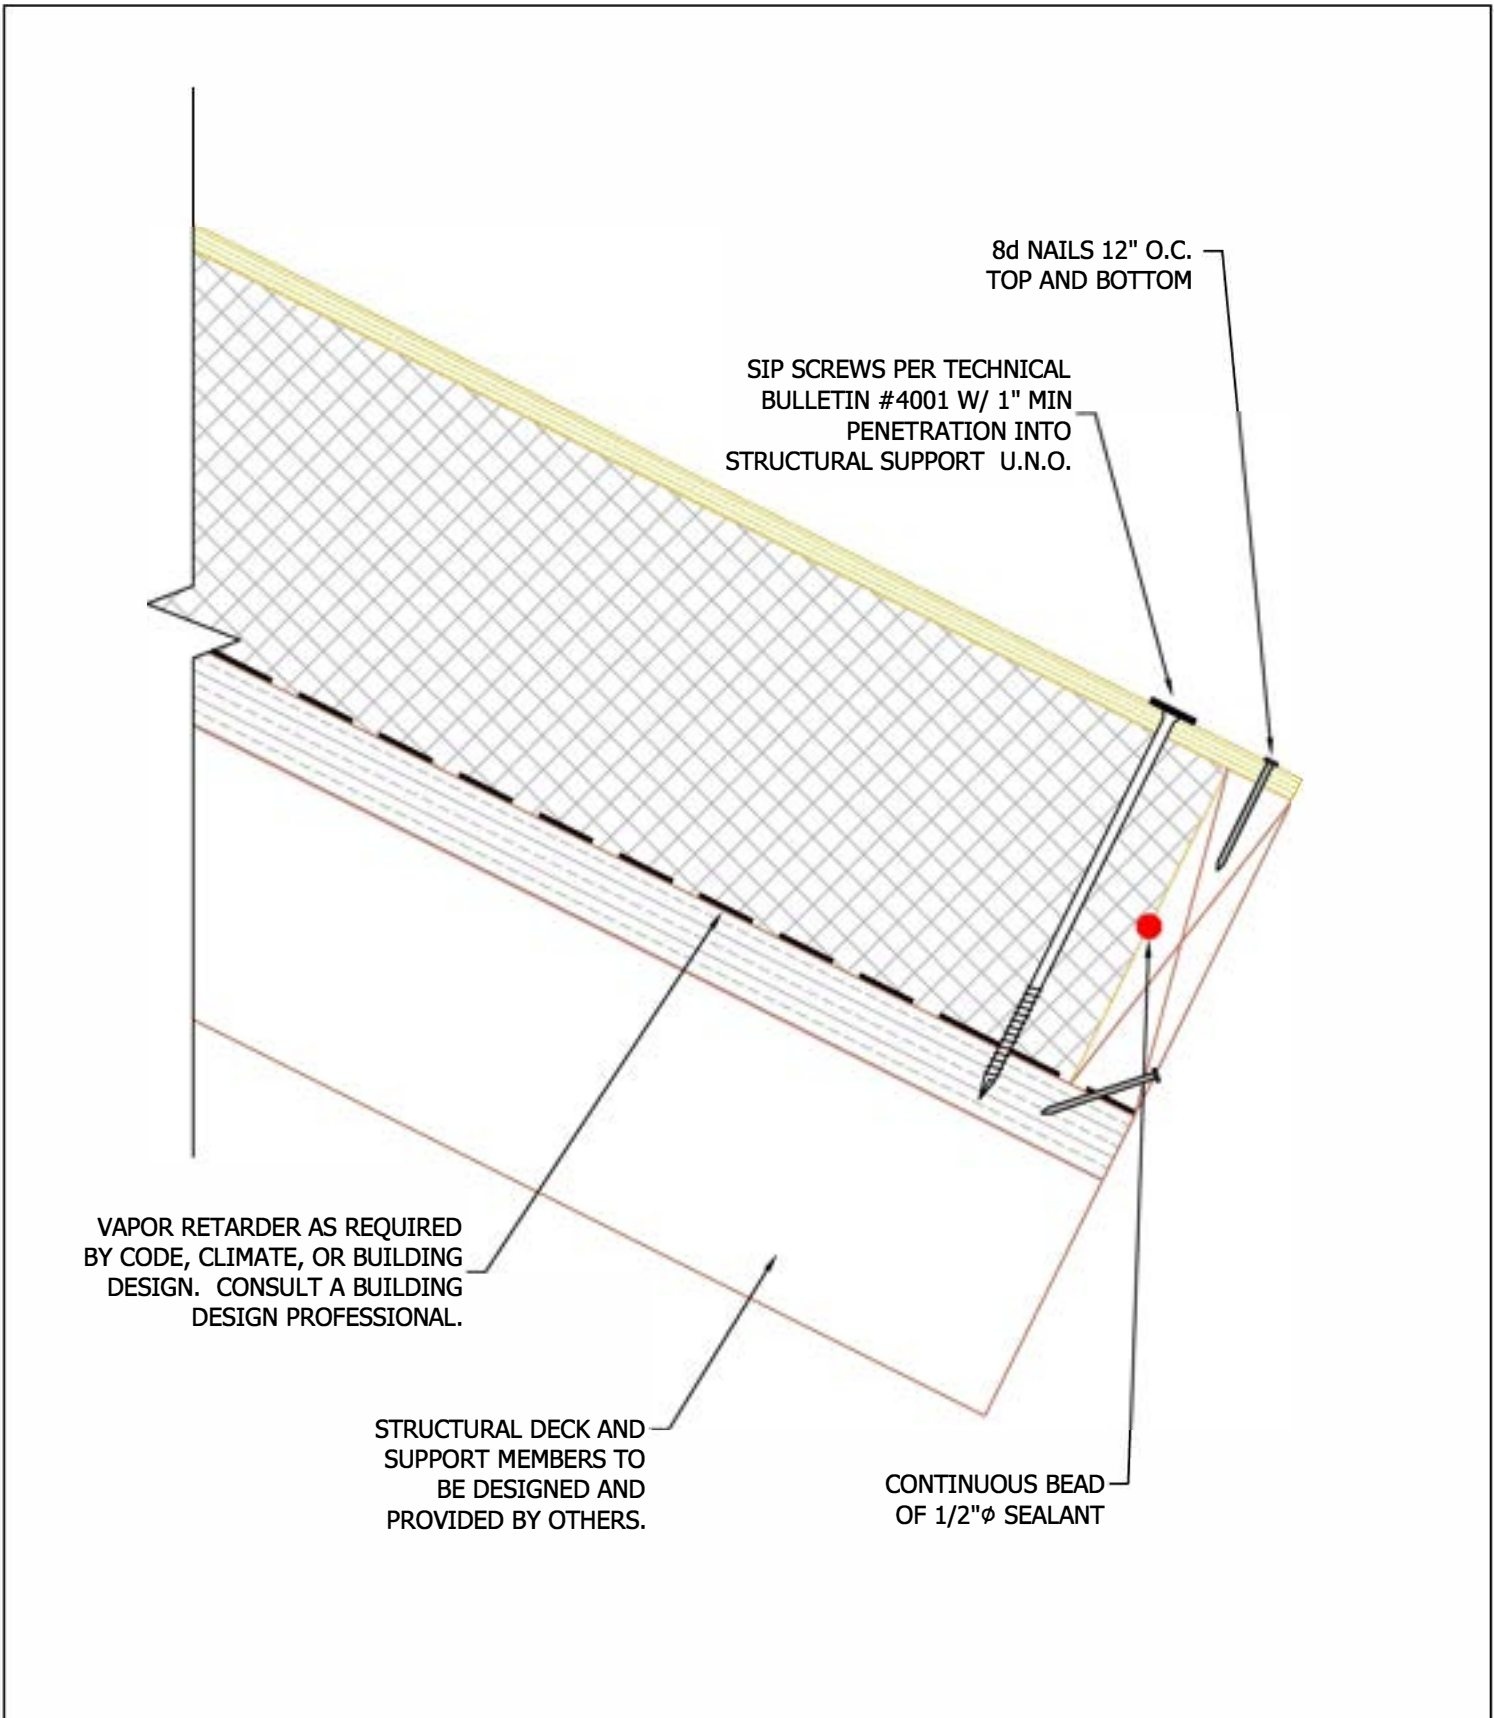 8d NAILS 12" O.C.
TOP AND BOTTOM
SIP SCREWS PER TECHNICAL
BULLETIN #4001 W/ 1" MIN
PENETRATION INTO
STRUCTURAL SUPPORT U.N.O.
VAPOR RETARDER AS REQUIRED
BY CODE, CLIMATE, OR BUILDING
DESIGN. CONSULT A BUILDING
DESIGN PROFESSIONAL.
STRUCTURAL DECK AND
SUPPORT MEMBERS TO
BE DESIGNED AND
PROVIDED BY OTHERS.
CONTINUOUS BEAD
OF 1/2"⌀ SEALANT